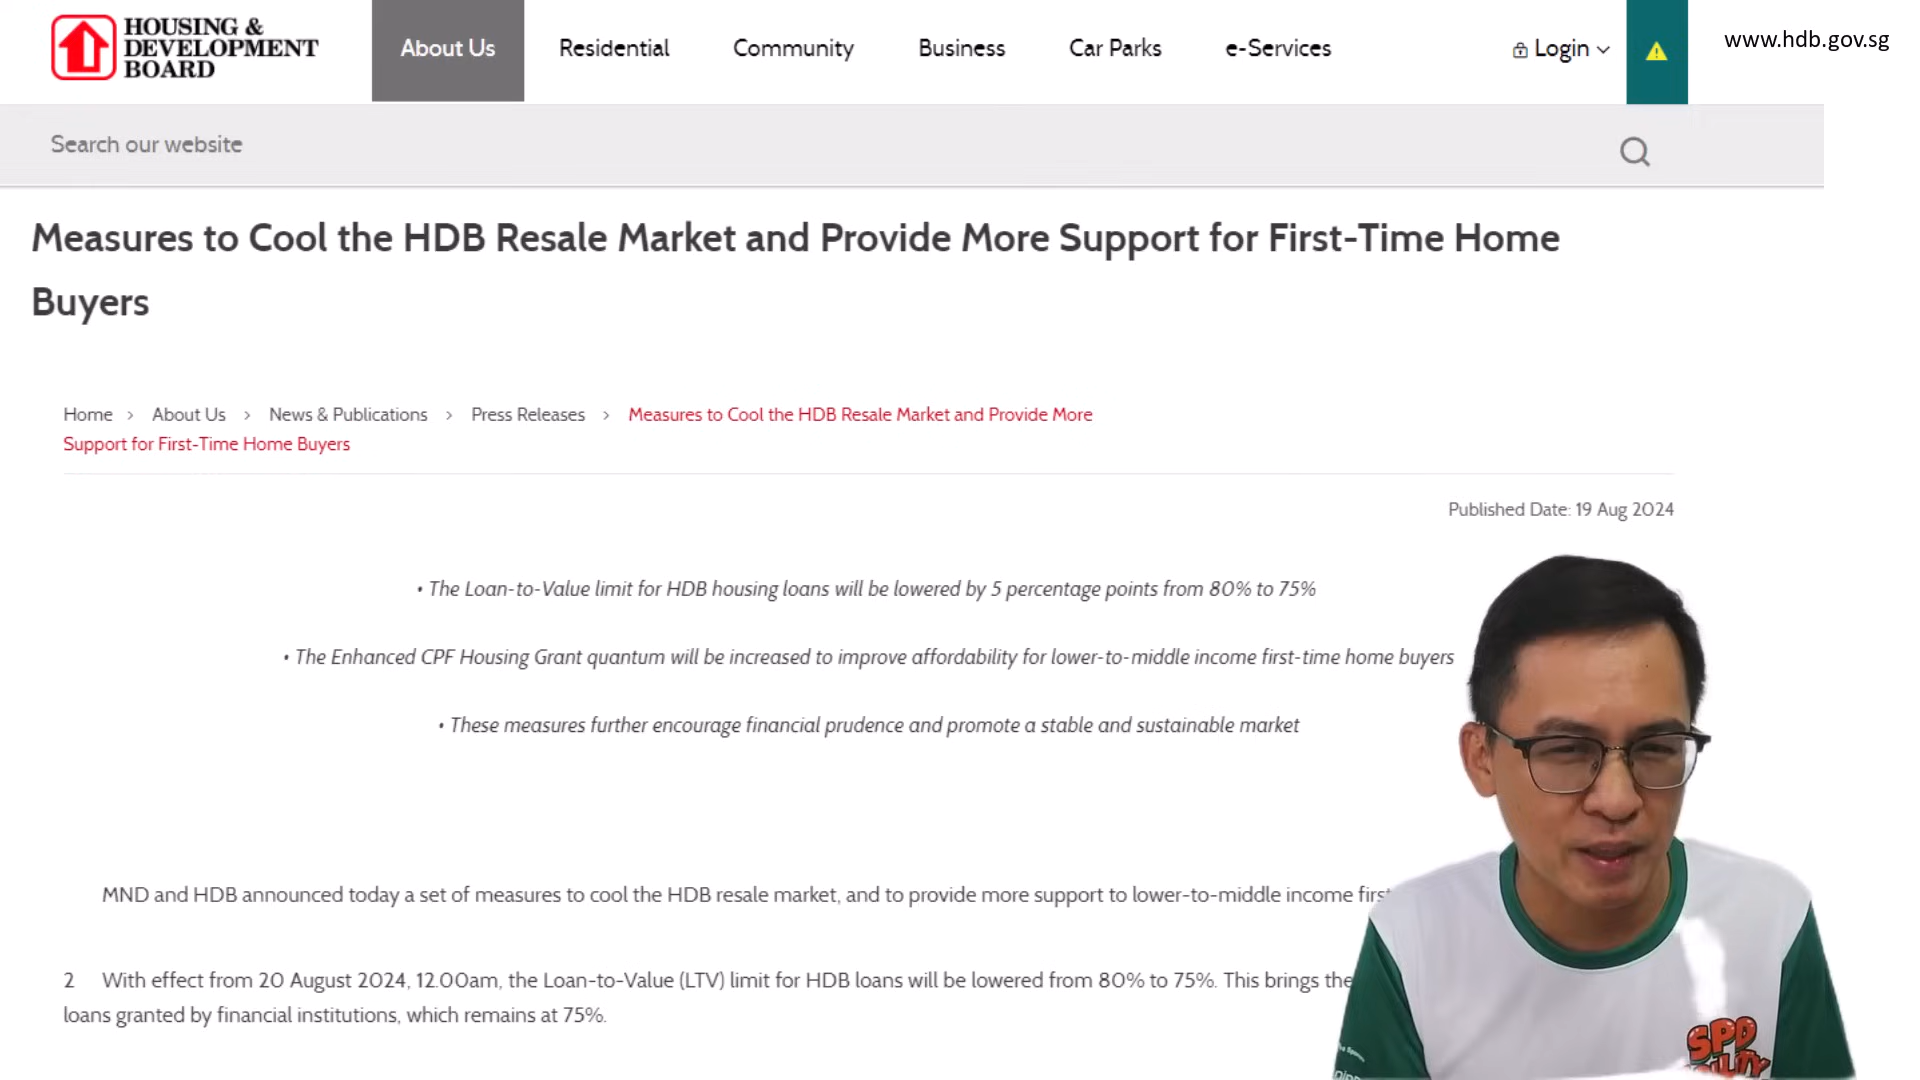 HOUSING &
DEVELOPMENT
BOARD
About Us
Residential
Community
Business
Car Parks
e-Services
Login
www.hdb.gov.sg
Search our website
Measures to Cool the HDB Resale Market and Provide More Support for First-Time Home
Buyers
Home > About Us > News & Publications > Press Releases > Measures to Cool the HDB Resale Market and Provide More
Support for First-Time Home Buyers
Published Date: 19 Aug 2024
• The Loan-to-Value limit for HDB housing loans will be lowered by 5 percentage points from 80% to 75%
• The Enhanced CPF Housing Grant quantum will be increased to improve affordability for lower-to-middle income first-time home buyers
• These measures further encourage financial prudence and promote a stable and sustainable market
MND and HDB announced today a set of measures to cool the HDB resale market, and to provide more support to lower-to-middle income firs
2 With effect from 20 August 2024, 12.00am, the Loan-to-Value (LTV) limit for HDB loans will be lowered from 80% to 75%. This brings the
loans granted by financial institutions, which remains at 75%.
SPD